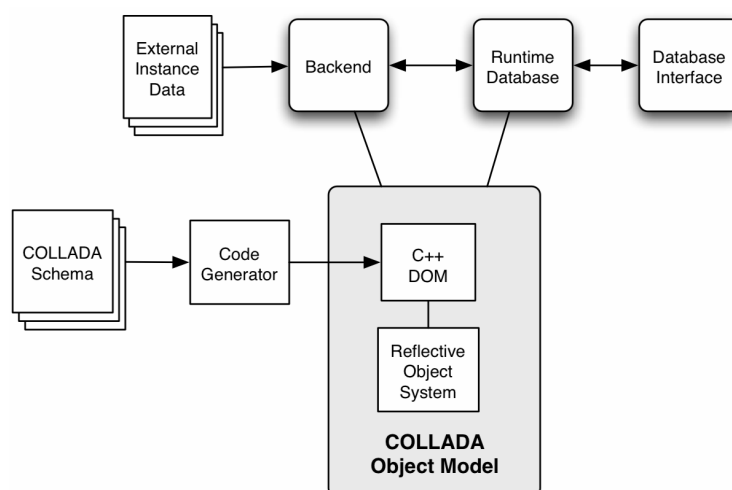 External
Instance
Data
Backend
Runtime
Database
Database
Interface
COLLADA
Schema
Code
Generator
C++
DOM
Reflective
Object
System
COLLADA
Object Model